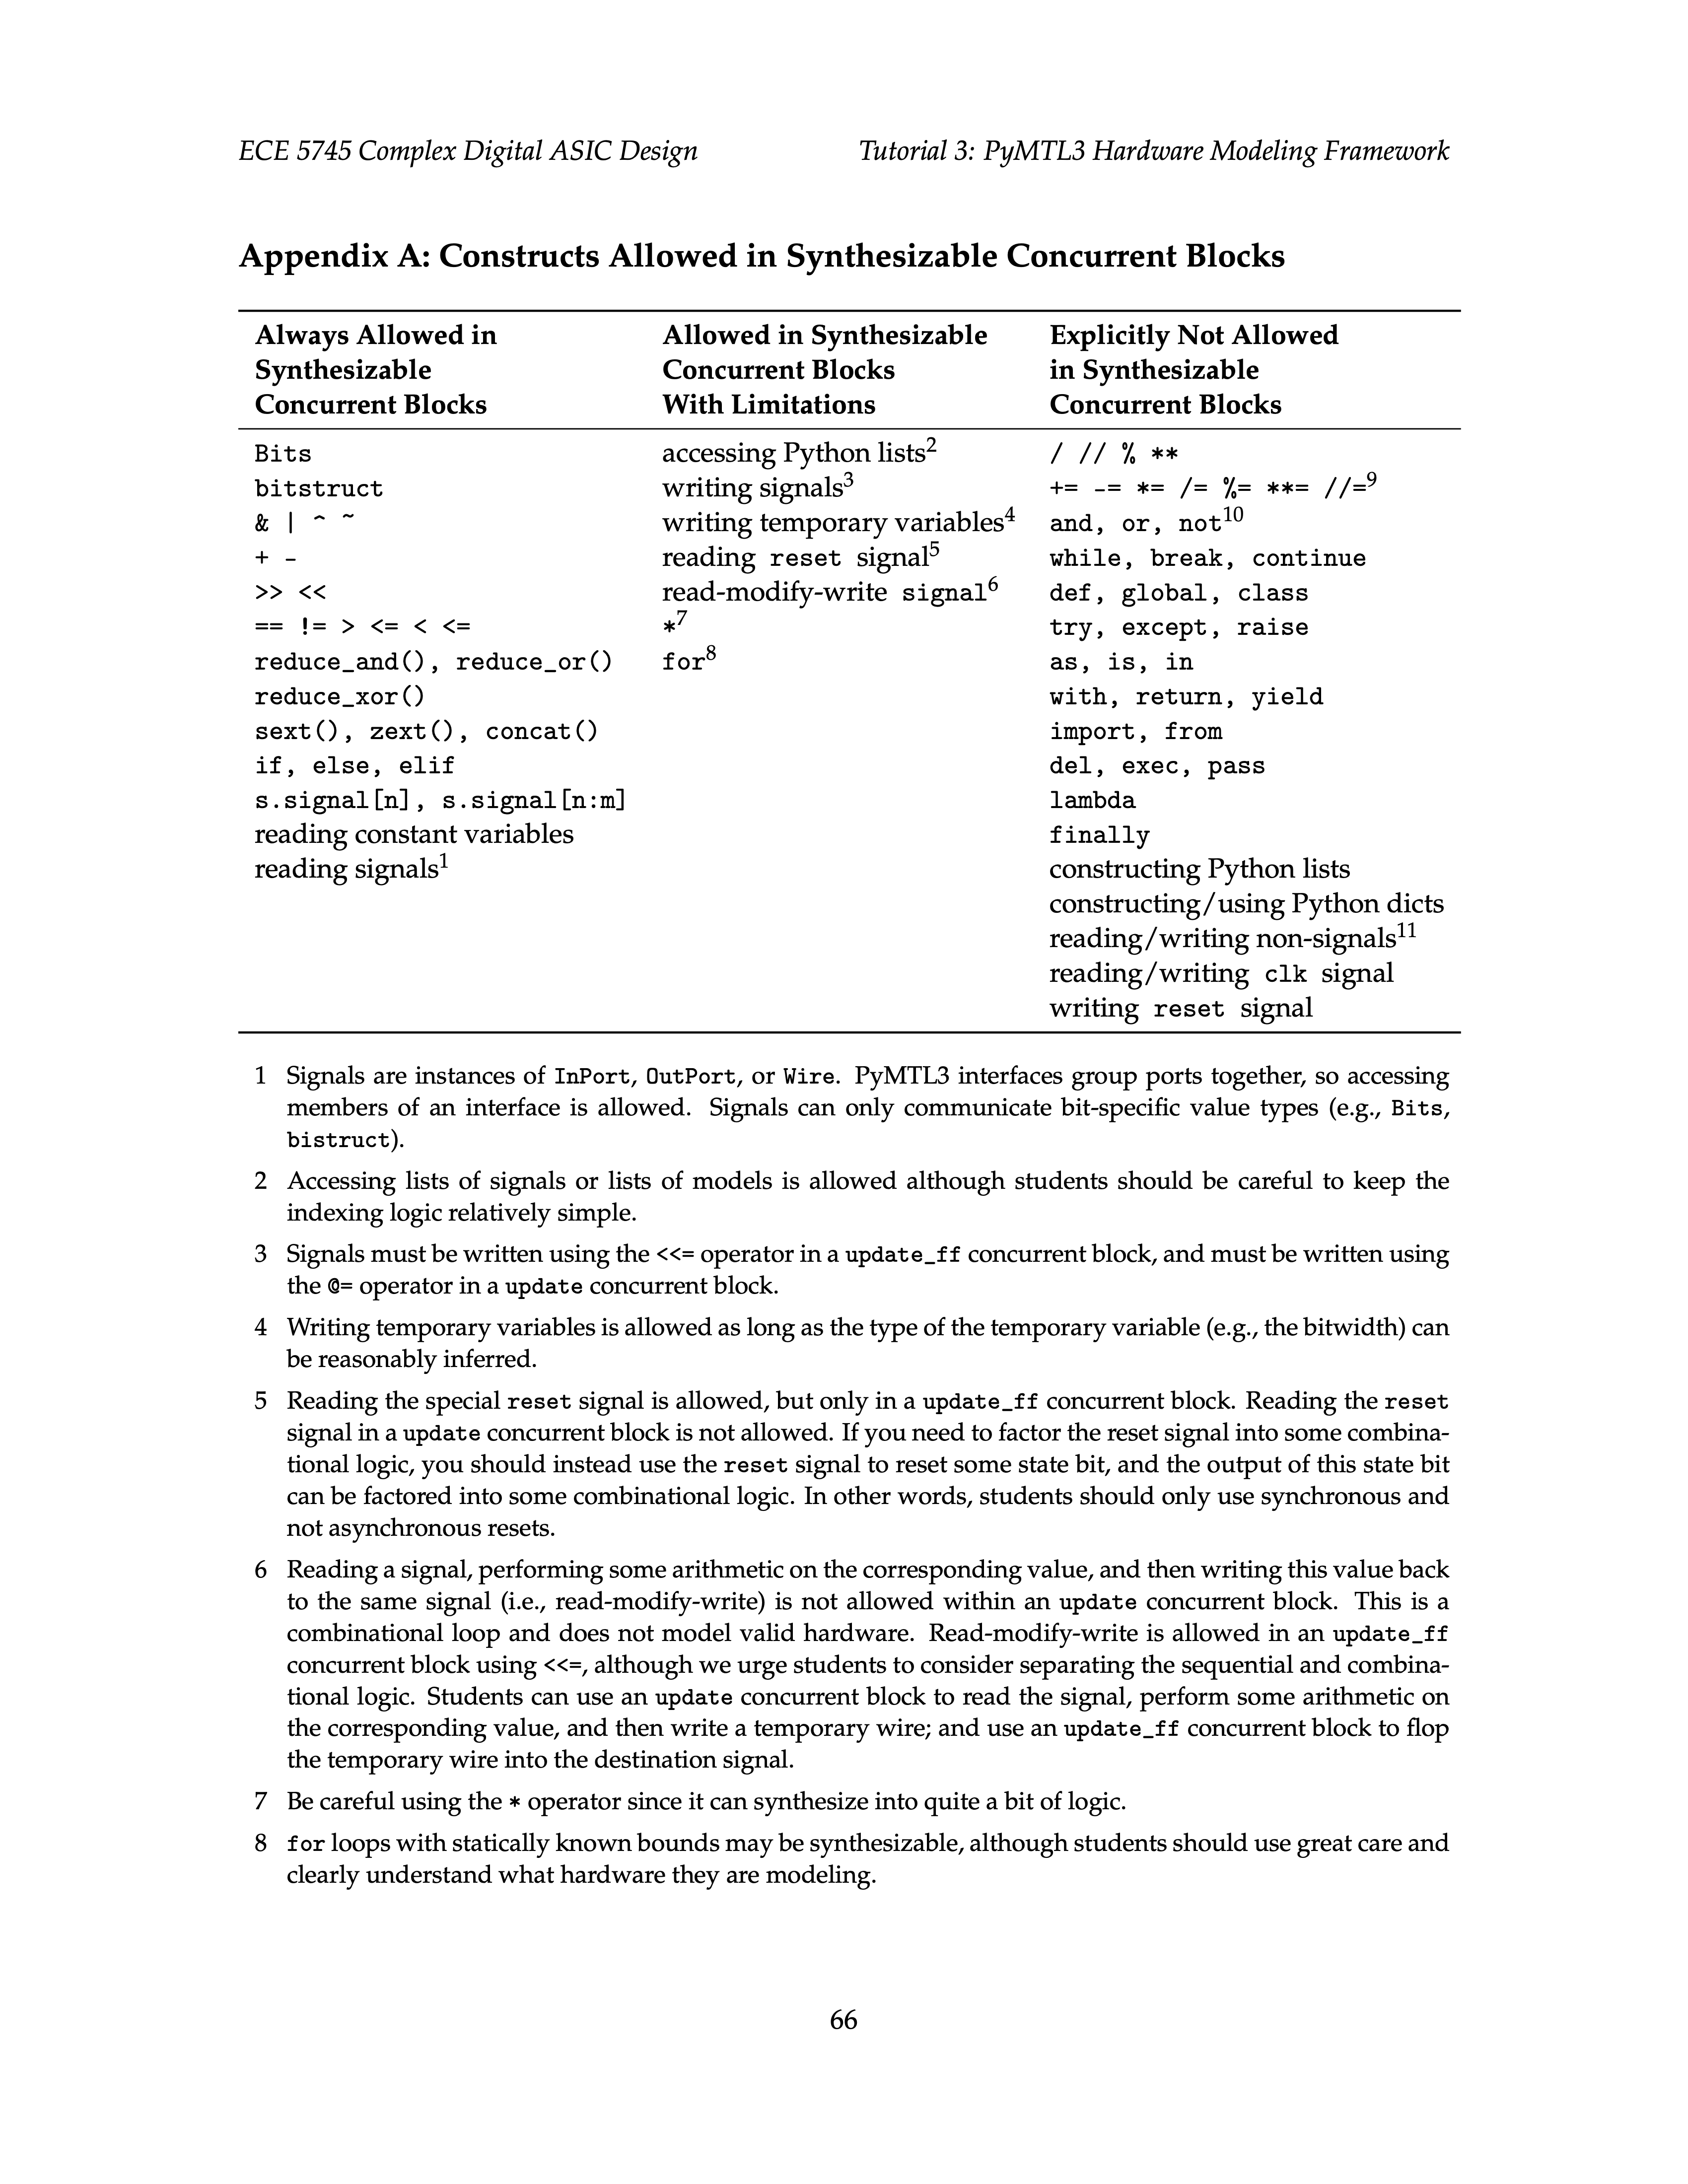 ECE 5745 Complex Digital ASIC Design Tutorial 3: PyMTL3 Hardware Modeling Framework
Appendix A: Constructs Allowed in Synthesizable Concurrent Blocks
Always Allowed in
Synthesizable
Concurrent Blocks
Allowed in Synthesizable
Concurrent Blocks
With Limitations
Explicitly Not Allowed
in Synthesizable
Concurrent Blocks
Bits
bitstruct
& | ^ ~
+ -
>> <<
== != > <= < <=
reduce_and(), reduce_or()
reduce_xor()
sext(), zext(), concat()
if, else, elif
s.signal[n], s.signal[n:m]
reading constant variables
reading signals1
accessing Python lists2
writing signals3
writing temporary variables4
reading reset signal5
read-modify-write signal6
*7
for8
/ // % **
+= -= *= /= %= **= //=9
and, or, not10
while, break, continue
def, global, class
try, except, raise
as, is, in
with, return, yield
import, from
del, exec, pass
lambda
finally
constructing Python lists
constructing/using Python dicts
reading/writing non-signals11
reading/writing clk signal
writing reset signal
1 Signals are instances of InPort, OutPort, or Wire. PyMTL3 interfaces group ports together, so accessing
members of an interface is allowed. Signals can only communicate bit-specific value types (e.g., Bits,
bistruct).
2 Accessing lists of signals or lists of models is allowed although students should be careful to keep the
indexing logic relatively simple.
3 Signals must be written using the <<= operator in a update_ff concurrent block, and must be written using
the @= operator in a update concurrent block.
4 Writing temporary variables is allowed as long as the type of the temporary variable (e.g., the bitwidth) can
be reasonably inferred.
5 Reading the special reset signal is allowed, but only in a update_ff concurrent block. Reading the reset
signal in a update concurrent block is not allowed. If you need to factor the reset signal into some combina-
tional logic, you should instead use the reset signal to reset some state bit, and the output of this state bit
can be factored into some combinational logic. In other words, students should only use synchronous and
not asynchronous resets.
6 Reading a signal, performing some arithmetic on the corresponding value, and then writing this value back
to the same signal (i.e., read-modify-write) is not allowed within an update concurrent block. This is a
combinational loop and does not model valid hardware. Read-modify-write is allowed in an update_ff
concurrent block using <<=, although we urge students to consider separating the sequential and combina-
tional logic. Students can use an update concurrent block to read the signal, perform some arithmetic on
the corresponding value, and then write a temporary wire; and use an update_ff concurrent block to flop
the temporary wire into the destination signal.
7 Be careful using the * operator since it can synthesize into quite a bit of logic.
8 for loops with statically known bounds may be synthesizable, although students should use great care and
clearly understand what hardware they are modeling.
66